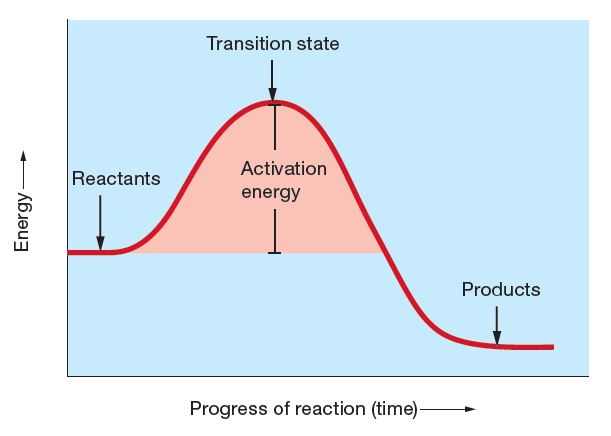 Transition state
Reactants
Activation
energy
Energy
Products
Progress of reaction (time)